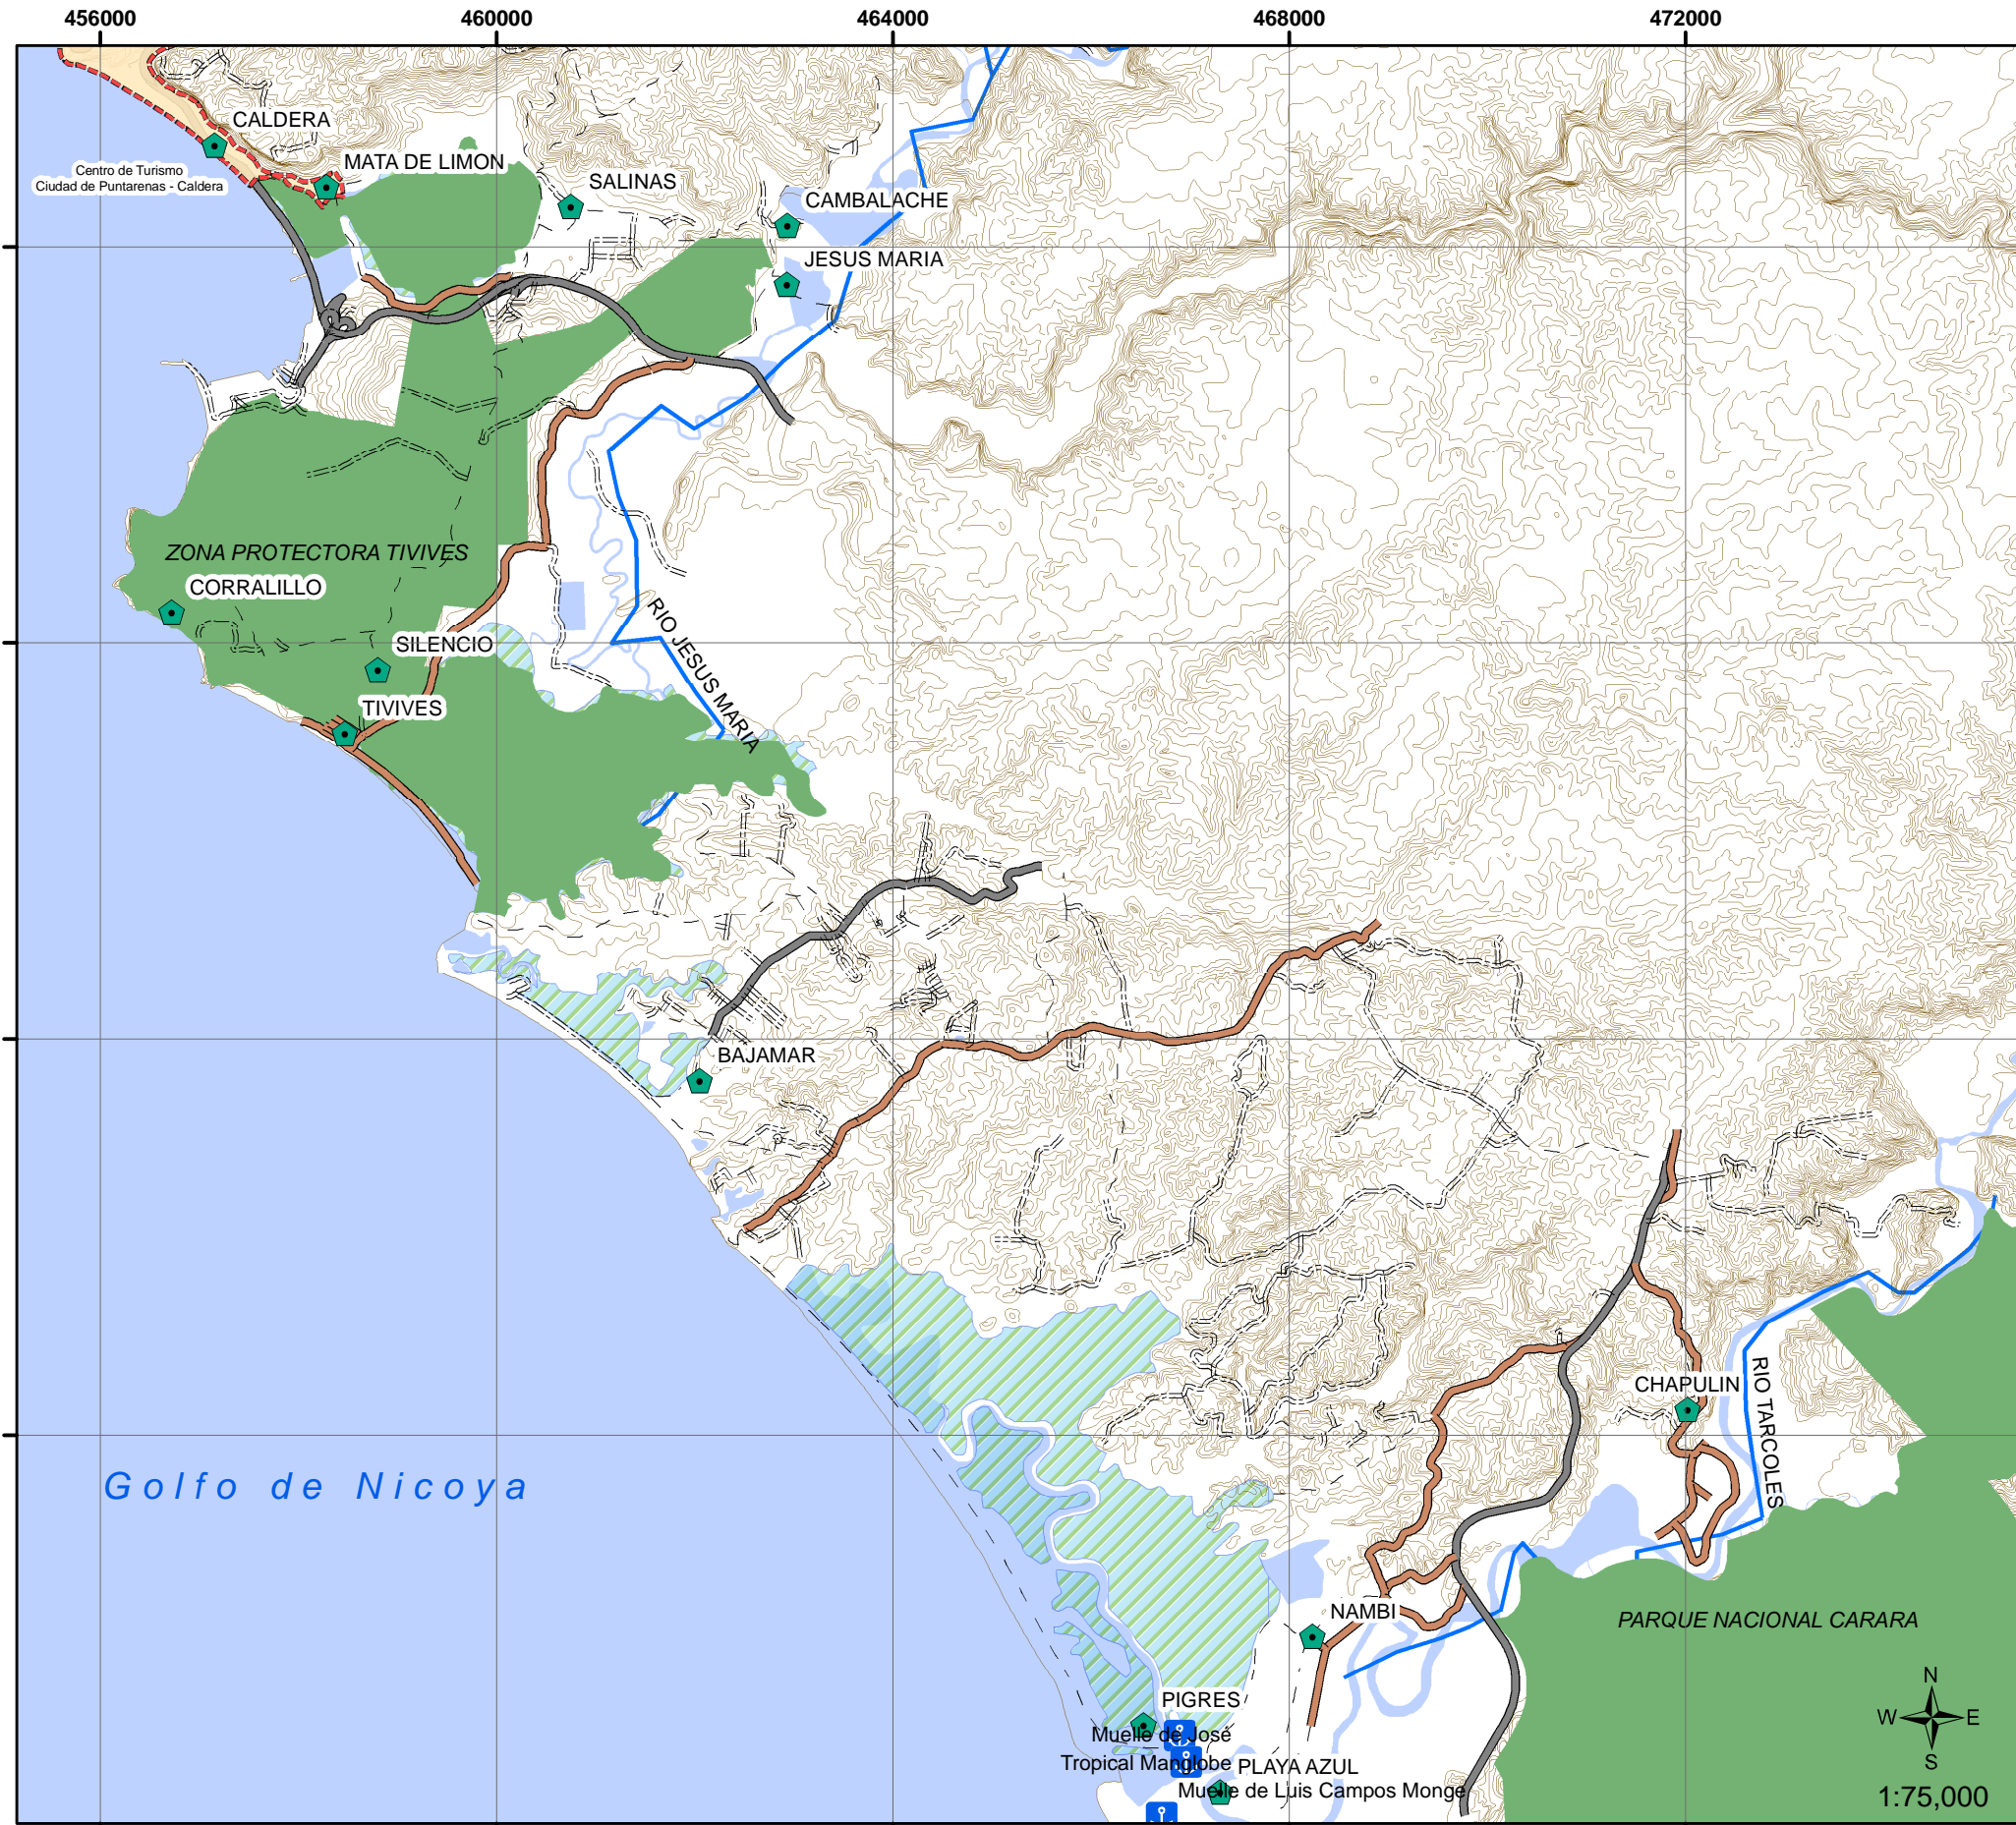 456000 460000 464000 468000 472000
CALDERA
Centro de Turismo
Ciudad de Puntarenas - Caldera
MATA DE LIMON
SALINAS
CAMBALACHE
JESUS MARIA
ZONA PROTECTORA TIVIVES
CORRALILLO
SILENCIO
RIO JESUS MARIA
TIVIVES
BAJAMAR
CHAPULIN
RIO TARCOLES
Golfo de Nicoya
NAMBI
PARQUE NACIONAL CARARA
PIGRES
Muelle de José
Tropical Manglobe
PLAYA AZUL
Muelle de Luis Campos Monge
N
W E
S
1:75,000